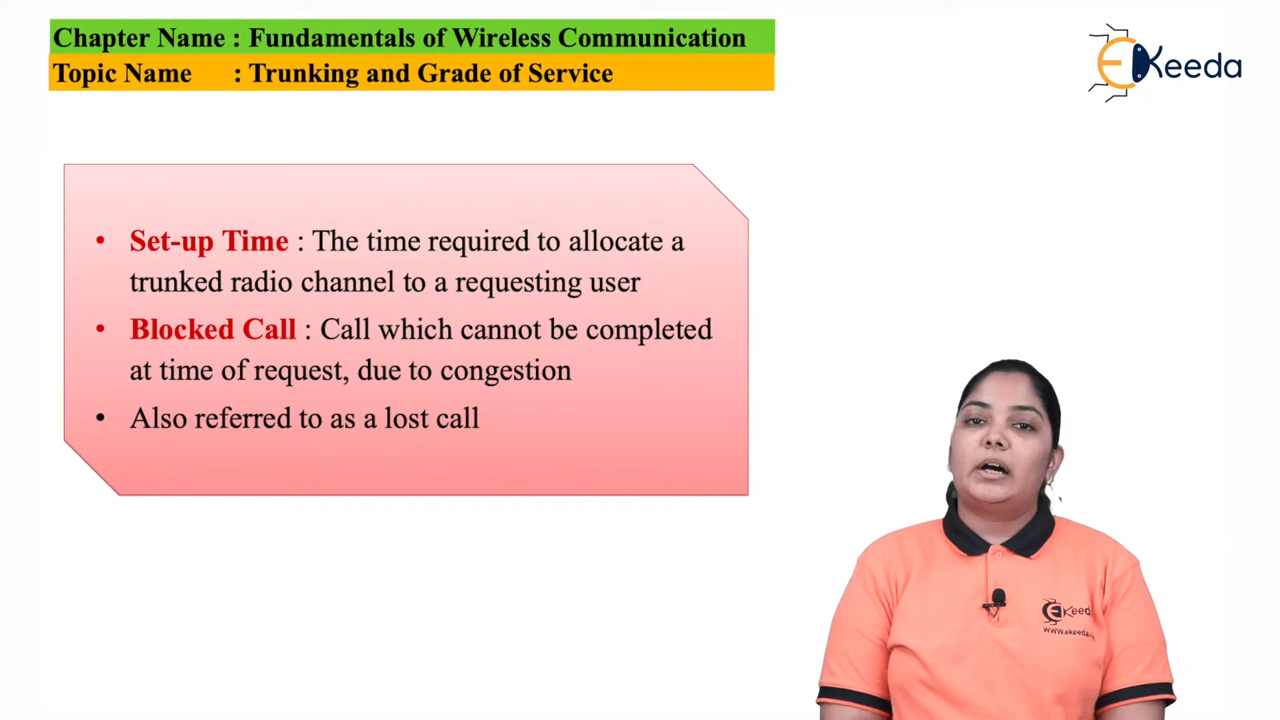 Chapter Name : Fundamentals of Wireless Communication
Topic Name : Trunking and Grade of Service
EKeeda
• Set-up Time : The time required to allocate a
trunked radio channel to a requesting user
• Blocked Call : Call which cannot be completed
at time of request, due to congestion
• Also referred to as a lost call
EKeeda